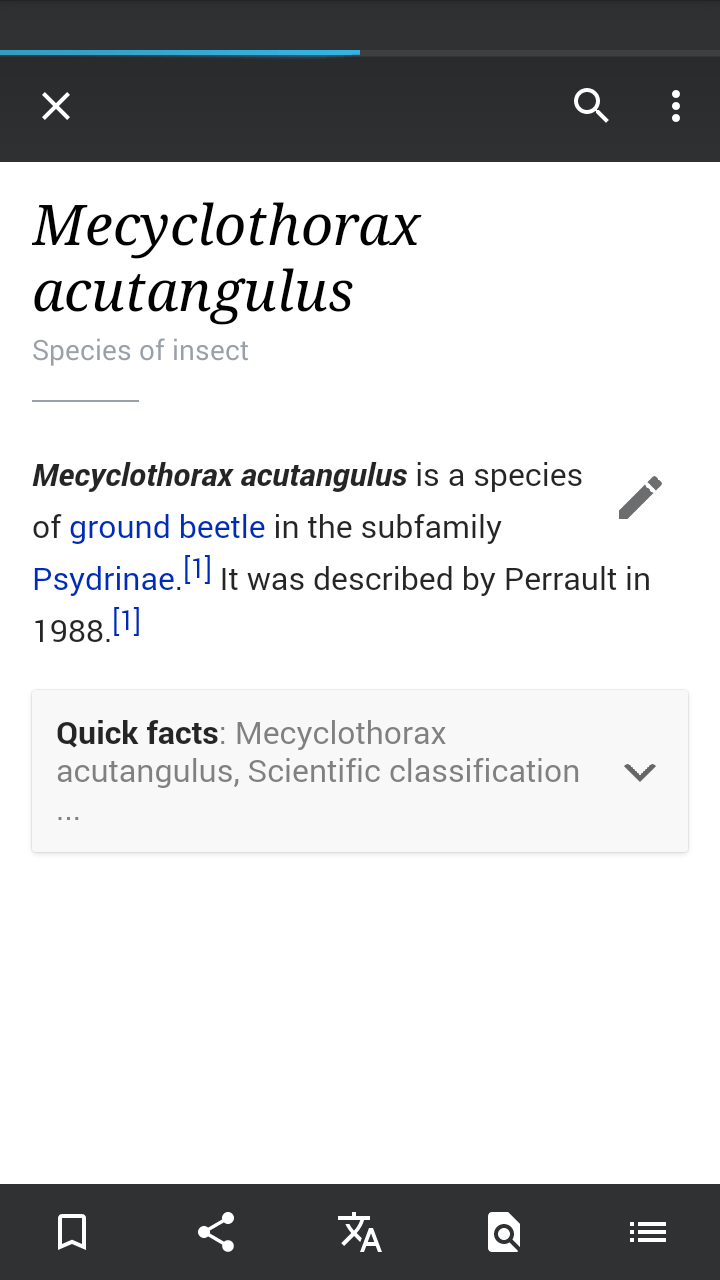 Mecyclothorax
acutangulus
Species of insect
Mecyclothorax acutangulus is a species
of ground beetle in the subfamily
Psydrinae.[1] It was described by Perrault in
1988.[1]
Quick facts: Mecyclothorax
acutangulus, Scientific classification
...